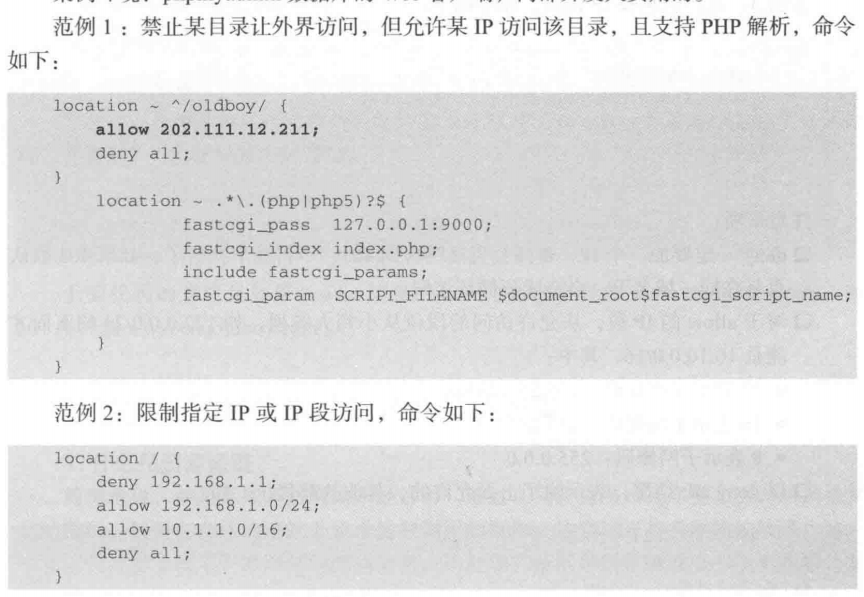 范例 1：禁止某目录让外界访问，但允许某 IP 访问该目录，且支持 PHP 解析，命令
如下：
location ~ ^/oldboy/ {
allow 202.111.12.211;
deny all;
}
location ~ .*\.(php|php5)?$ {
fastcgi_pass 127.0.0.1:9000;
fastcgi_index index.php;
include fastcgi_params;
fastcgi_param SCRIPT_FILENAME $document_root$fastcgi_script_name;
}
}
范例 2：限制指定 IP 或 IP 段访问，命令如下：
location / {
deny 192.168.1.1;
allow 192.168.1.0/24;
allow 10.1.1.0/16;
deny all;
}